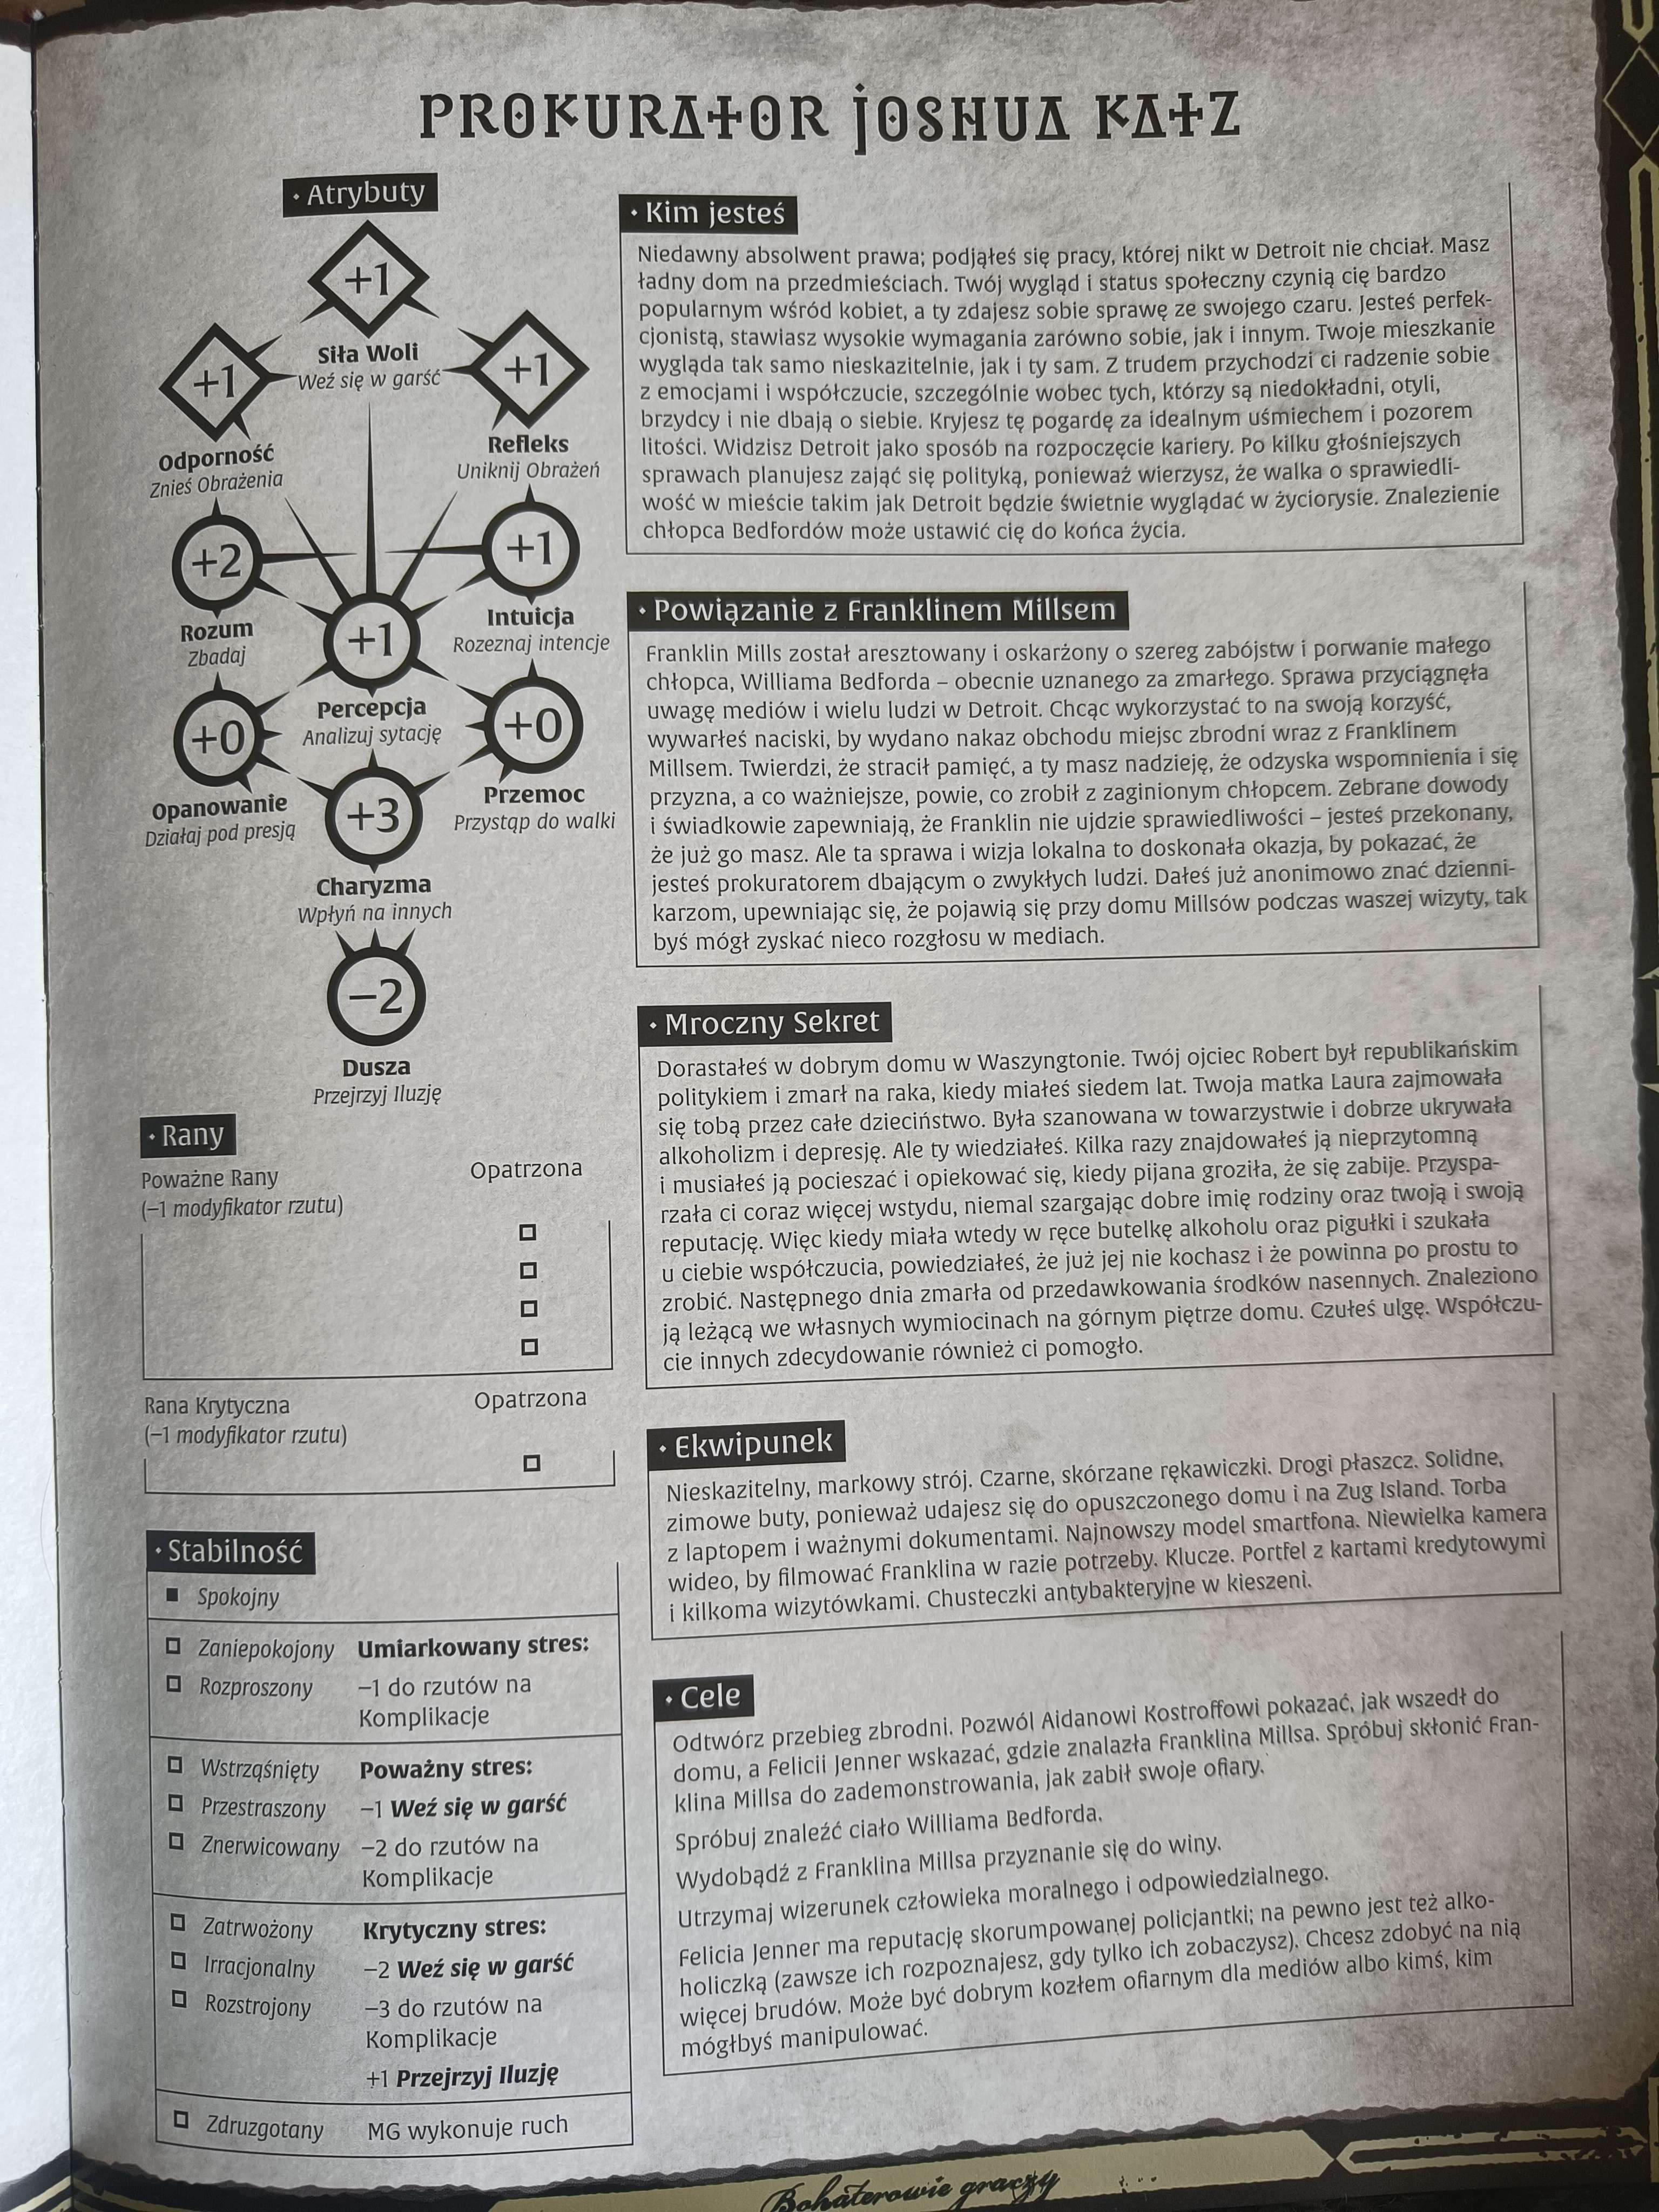 PROKURATOR JOSHUA KATZ
• Atrybuty
+1
Siła Woli
Weź się w garść
+1
Odporność
Znieś Obrażenia
+1
Refleks
Uniknij Obrażeń
+2
Rozum
Zbadaj
+1
Percepcja
Analizuj sytację
+1
Intuicja
Rozeznaj intencje
+0
Opanowanie
Działaj pod presją
+3
Charyzma
Wpłyń na innych
+0
Przemoc
Przystąp do walki
−2
Dusza
Przejrzyj Iluzję
• Rany
Poważne Rany
(−1 modyfikator rzutu)
Opatrzona
Rana Krytyczna
(−1 modyfikator rzutu)
Opatrzona
• Stabilność
Spokojny
Zaniepokojony Umiarkowany stres:
Rozproszony −1 do rzutów na
Komplikacje
Wstrząśnięty Poważny stres:
Przestraszony −1 Weź się w garść
Znerwicowany −2 do rzutów na
Komplikacje
Zatrwożony Krytyczny stres:
Irracjonalny −2 Weź się w garść
Rozstrojony −3 do rzutów na
Komplikacje
+1 Przejrzyj Iluzję
Zdruzgotany MG wykonuje ruch
• Kim jesteś
Niedawny absolwent prawa; podjąłeś się pracy, której nikt w Detroit nie chciał. Masz
ładny dom na przedmieściach. Twój wygląd i status społeczny czynią cię bardzo
popularnym wśród kobiet, a ty zdajesz sobie sprawę ze swojego czaru. Jesteś perfek-
cjonistą, stawiasz wysokie wymagania zarówno sobie, jak i innym. Twoje mieszkanie
wygląda tak samo nieskazitelnie, jak i ty sam. Z trudem przychodzi ci radzenie sobie
z emocjami i współczucie, szczególnie wobec tych, którzy są niedokładni, otyli,
brzydcy i nie dbają o siebie. Kryjesz tę pogardę za idealnym uśmiechem i pozorem
litości. Widzisz Detroit jako sposób na rozpoczęcie kariery. Po kilku głośniejszych
sprawach planujesz zająć się polityką, ponieważ wierzysz, że walka o sprawiedli-
wość w mieście takim jak Detroit będzie świetnie wyglądać w życiorysie. Znalezienie
chłopca Bedfordów może ustawić cię do końca życia.
• Powiązanie z Franklinem Millsem
Franklin Mills został aresztowany i oskarżony o szereg zabójstw i porwanie małego
chłopca, Williama Bedforda – obecnie uznanego za zmarłego. Sprawa przyciągnęła
uwagę mediów i wielu ludzi w Detroit. Chcąc wykorzystać to na swoją korzyść,
wywarłeś naciski, by wydano nakaz obchodu miejsc zbrodni wraz z Franklinem
Millsem. Twierdzi, że stracił pamięć, a ty masz nadzieję, że odzyska wspomnienia i się
przyzna, a co ważniejsze, powie, co zrobił z zaginionym chłopcem. Zebrane dowody
i świadkowie zapewniają, że Franklin nie ujdzie sprawiedliwości – jesteś przekonany,
że już go masz. Ale ta sprawa i wizja lokalna to doskonała okazja, by pokazać, że
jesteś prokuratorem dbającym o zwykłych ludzi. Dałeś już anonimowo znać dzienni-
karzom, upewniając się, że pojawią się przy domu Millsów podczas waszej wizyty, tak
byś mógł zyskać nieco rozgłosu w mediach.
• Mroczny Sekret
Dorastałeś w dobrym domu w Waszyngtonie. Twój ojciec Robert był republikańskim
politykiem i zmarł na raka, kiedy miałeś siedem lat. Twoja matka Laura zajmowała
się tobą przez całe dzieciństwo. Była szanowana w towarzystwie i dobrze ukrywała
alkoholizm i depresję. Ale ty wiedziałeś. Kilka razy znajdowałeś ją nieprzytomną
i musiałeś ją pocieszać i opiekować się, kiedy pijana groziła, że się zabije. Przyspa-
rzała ci coraz więcej wstydu, niemal szargając dobre imię rodziny oraz twoją i swoją
reputację. Więc kiedy miała wtedy w ręce butelkę alkoholu oraz pigułki i szukała
u ciebie współczucia, powiedziałeś, że już jej nie kochasz i że powinna po prostu to
zrobić. Następnego dnia zmarła od przedawkowania środków nasennych. Znaleziono
ją leżącą we własnych wymiocinach na górnym piętrze domu. Czułeś ulgę. Współczu-
cie innych zdecydowanie również ci pomogło.
• Ekwipunek
Nieskazitelny, markowy strój. Czarne, skórzane rękawiczki. Drogi płaszcz. Solidne,
zimowe buty, ponieważ udajesz się do opuszczonego domu i na Zug Island. Torba
z laptopem i ważnymi dokumentami. Najnowszy model smartfona. Niewielka kamera
wideo, by filmować Franklina w razie potrzeby. Klucze. Portfel z kartami kredytowymi
i kilkoma wizytówkami. Chusteczki antybakteryjne w kieszeni.
• Cele
Odtwórz przebieg zbrodni. Pozwól Aidanowi Kostroffowi pokazać, jak wszedł do
domu, a Felicii Jenner wskazać, gdzie znalazła Franklina Millsa. Spróbuj skłonić Fran-
klina Millsa do zademonstrowania, jak zabił swoje ofiary.
Spróbuj znaleźć ciało Williama Bedforda.
Wydobądź z Franklina Millsa przyznanie się do winy.
Utrzymaj wizerunek człowieka moralnego i odpowiedzialnego.
Felicia Jenner ma reputację skorumpowanej policjantki; na pewno jest też alko-
holiczką (zawsze ich rozpoznajesz, gdy tylko ich zobaczysz). Chcesz zdobyć na nią
więcej brudów. Może być dobrym kozłem ofiarnym dla mediów albo kimś, kim
mógłbyś manipulować.
Bohaterowie graczy